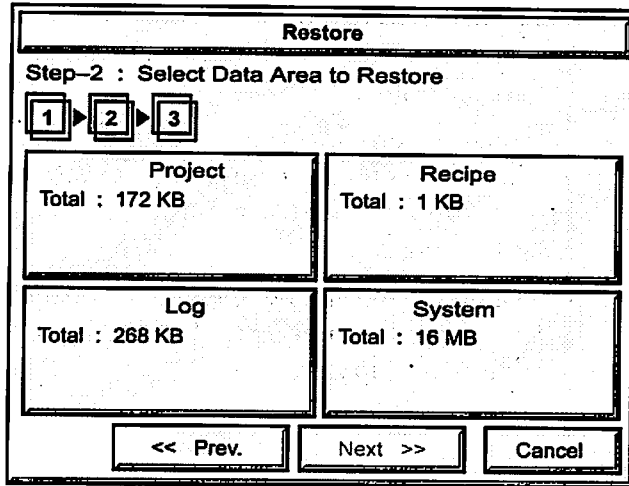 Restore
Step–2 : Select Data Area to Restore
1 2 3
Project
Total : 172 KB
Recipe
Total : 1 KB
Log
Total : 268 KB
System
Total : 16 MB
<< Prev.
Next >>
Cancel